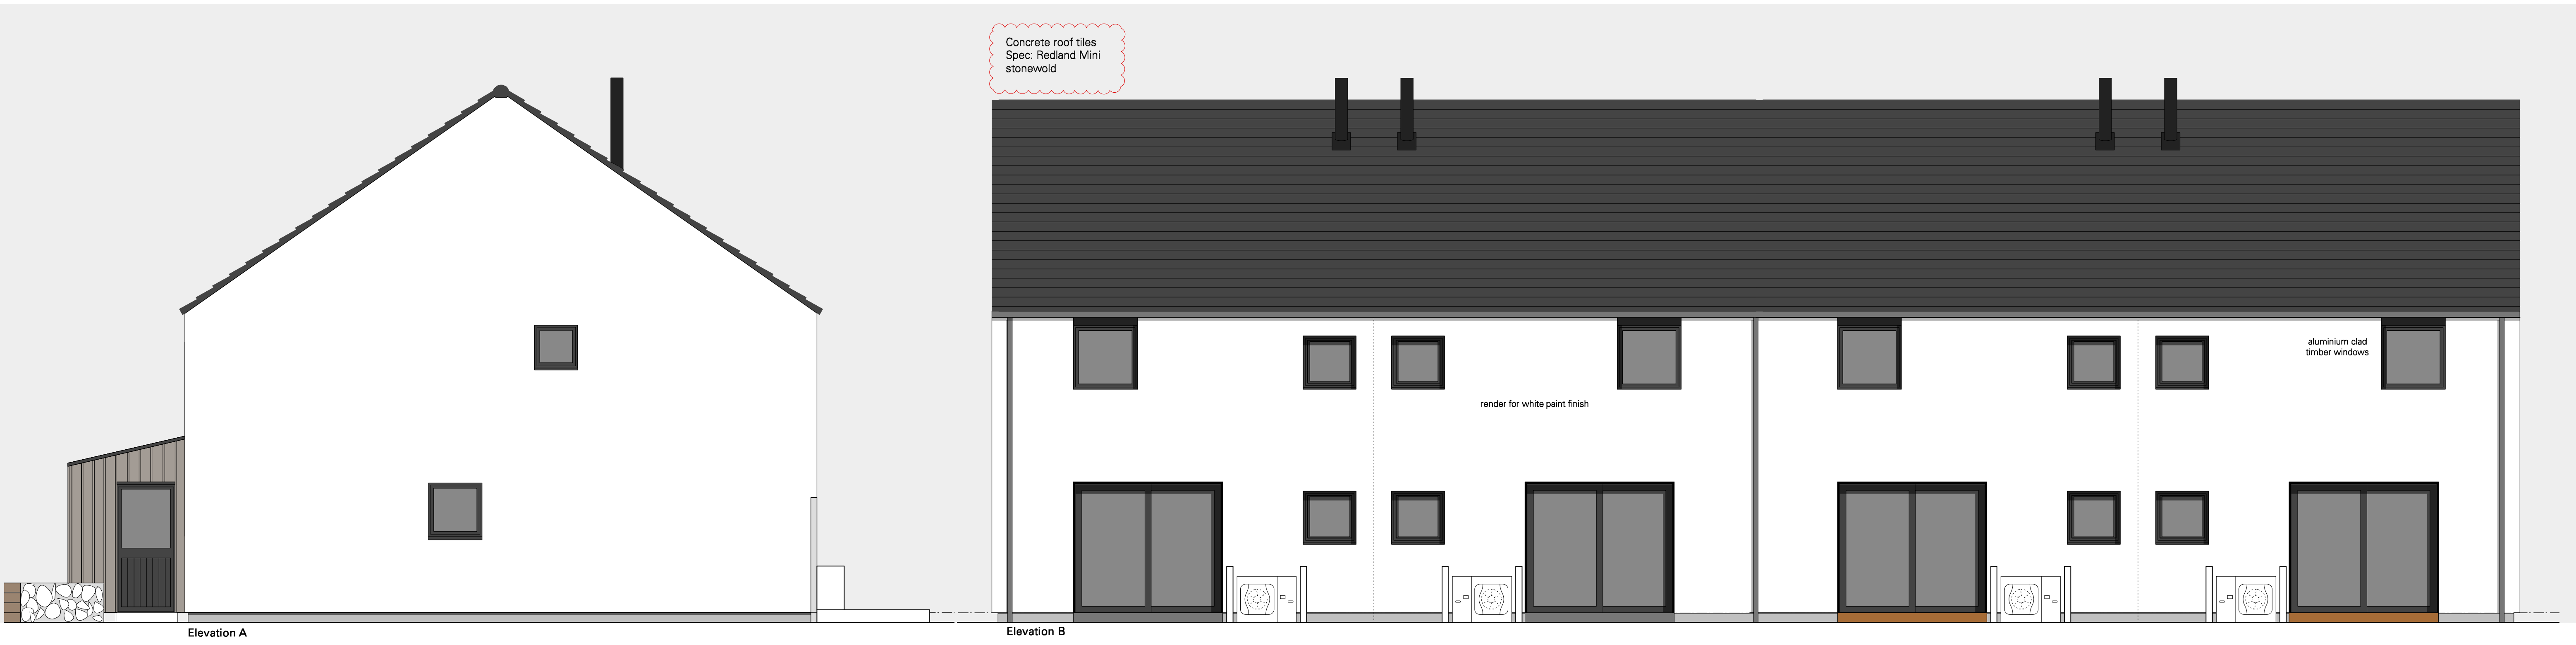 Concrete roof tiles
Spec: Redland Mini
stonewold
aluminium clad
timber windows
render for white paint finish
Elevation A
Elevation B